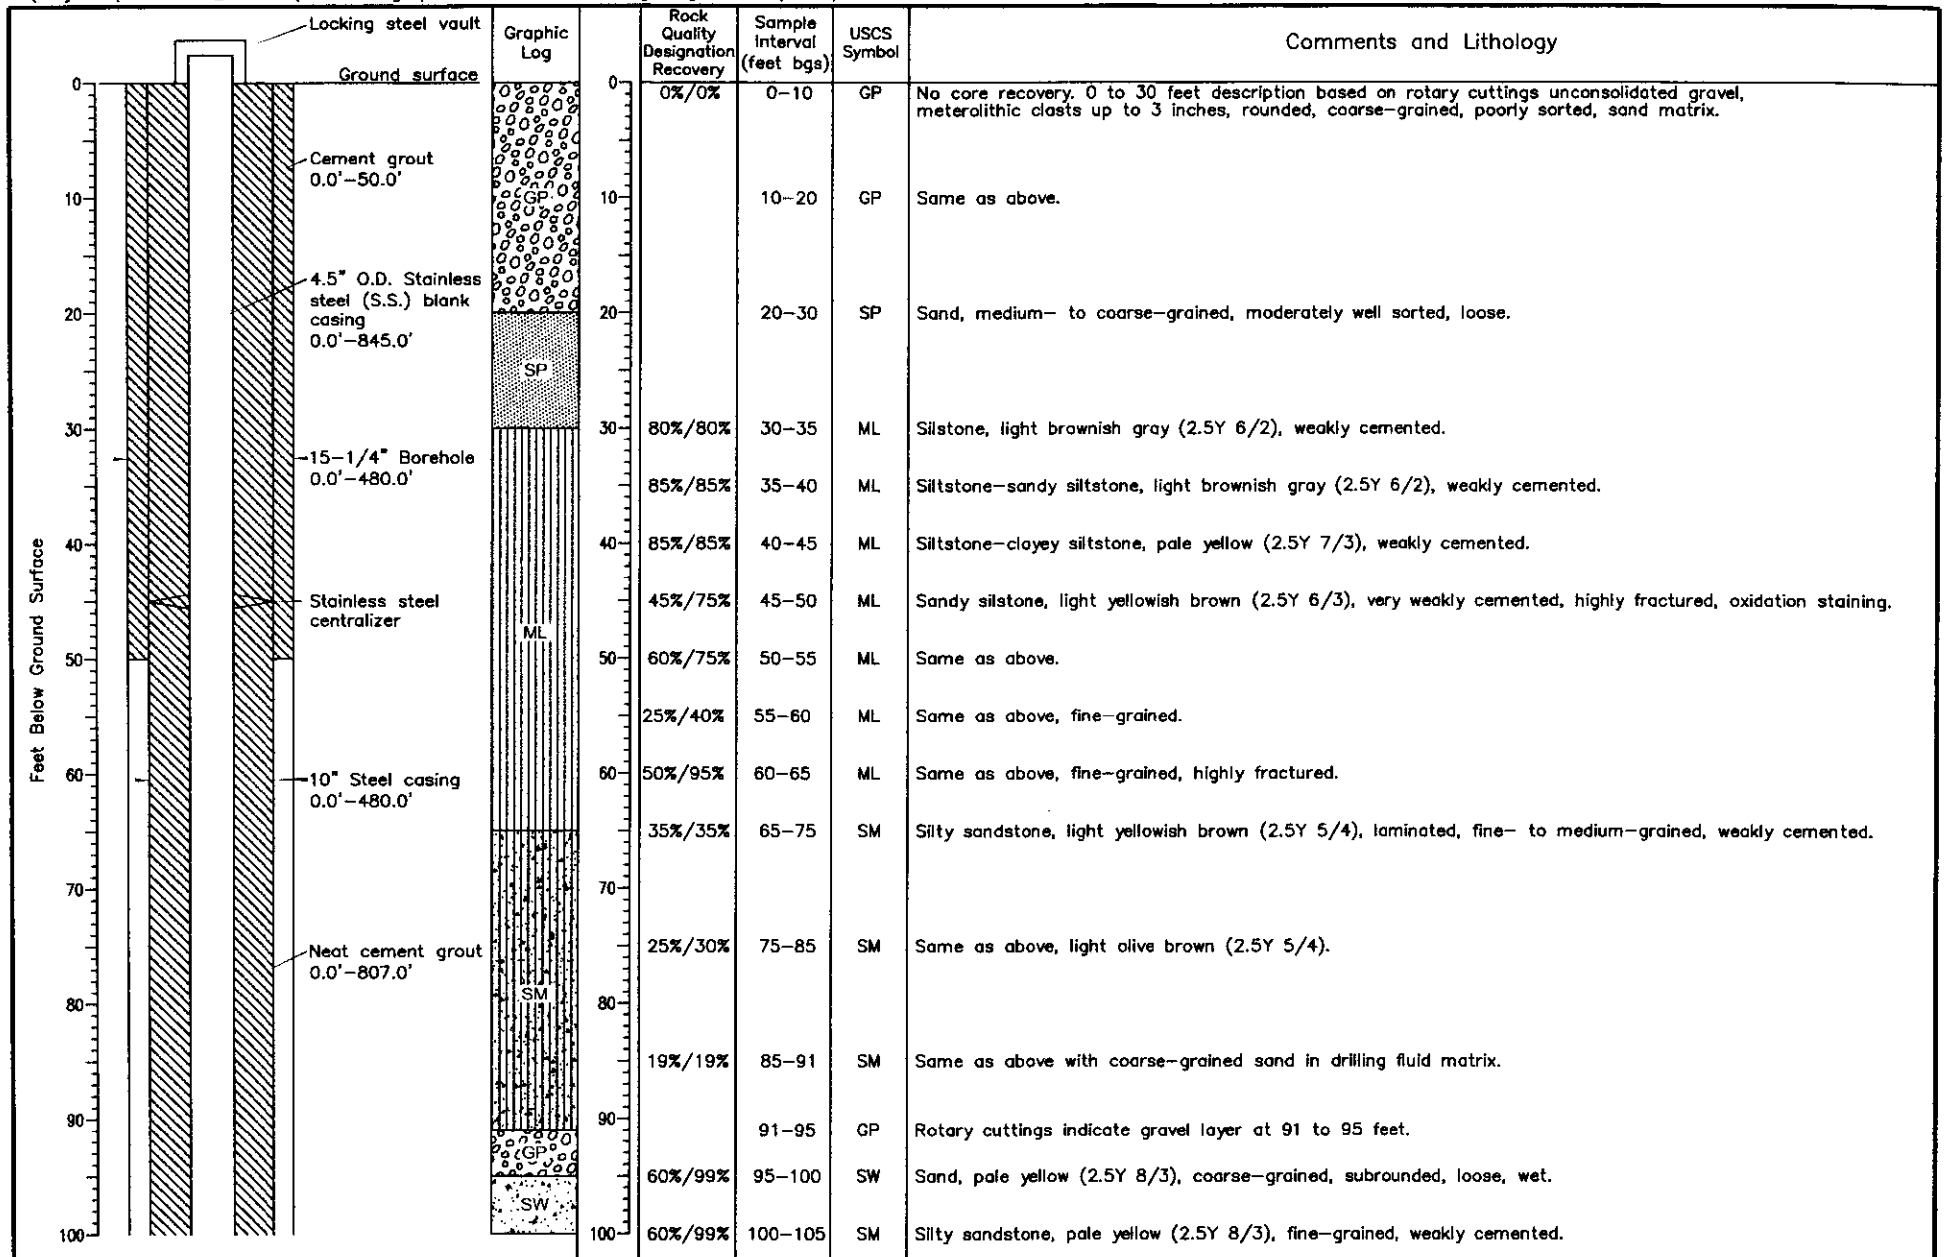 Locking steel vault
Ground surface
Graphic
Log
Rock
Quality
Designation
Recovery
Sample
Interval
(feet bgs)
USCS
Symbol
Comments and Lithology
Feet Below Ground Surface
0
10
20
30
40
50
60
70
80
90
100
Cement grout
0.0'-50.0'
4.5" O.D. Stainless
steel (S.S.) blank
casing
0.0'-845.0'
15-1/4" Borehole
0.0'-480.0'
Stainless steel
centralizer
10" Steel casing
0.0'-480.0'
Neat cement grout
0.0'-807.0'
GP
SP
ML
SM
GP
SW
0
10
20
30
40
50
60
70
80
90
100
0%/0% 0-10 GP No core recovery. 0 to 30 feet description based on rotary cuttings unconsolidated gravel,
meterolithic clasts up to 3 inches, rounded, coarse-grained, poorly sorted, sand matrix.
10-20 GP Same as above.
20-30 SP Sand, medium- to coarse-grained, moderately well sorted, loose.
80%/80% 30-35 ML Silstone, light brownish gray (2.5Y 6/2), weakly cemented.
85%/85% 35-40 ML Siltstone-sandy siltstone, light brownish gray (2.5Y 6/2), weakly cemented.
85%/85% 40-45 ML Siltstone-clayey siltstone, pale yellow (2.5Y 7/3), weakly cemented.
45%/75% 45-50 ML Sandy silstone, light yellowish brown (2.5Y 6/3), very weakly cemented, highly fractured, oxidation staining.
60%/75% 50-55 ML Same as above.
25%/40% 55-60 ML Same as above, fine-grained.
50%/95% 60-65 ML Same as above, fine-grained, highly fractured.
35%/35% 65-75 SM Silty sandstone, light yellowish brown (2.5Y 5/4), laminated, fine- to medium-grained, weakly cemented.
25%/30% 75-85 SM Same as above, light olive brown (2.5Y 5/4).
19%/19% 85-91 SM Same as above with coarse-grained sand in drilling fluid matrix.
91-95 GP Rotary cuttings indicate gravel layer at 91 to 95 feet.
60%/99% 95-100 SW Sand, pale yellow (2.5Y 8/3), coarse-grained, subrounded, loose, wet.
60%/99% 100-105 SM Silty sandstone, pale yellow (2.5Y 8/3), fine-grained, weakly cemented.